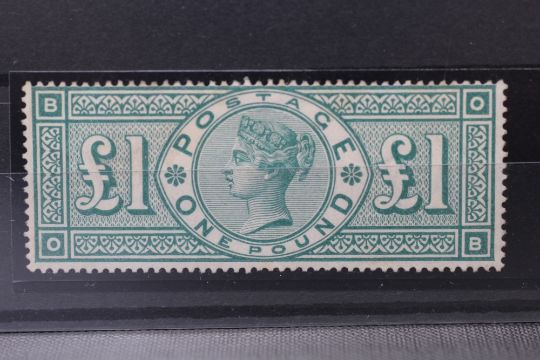 B O
POSTAGE
£1 £1
ONE POUND
O B